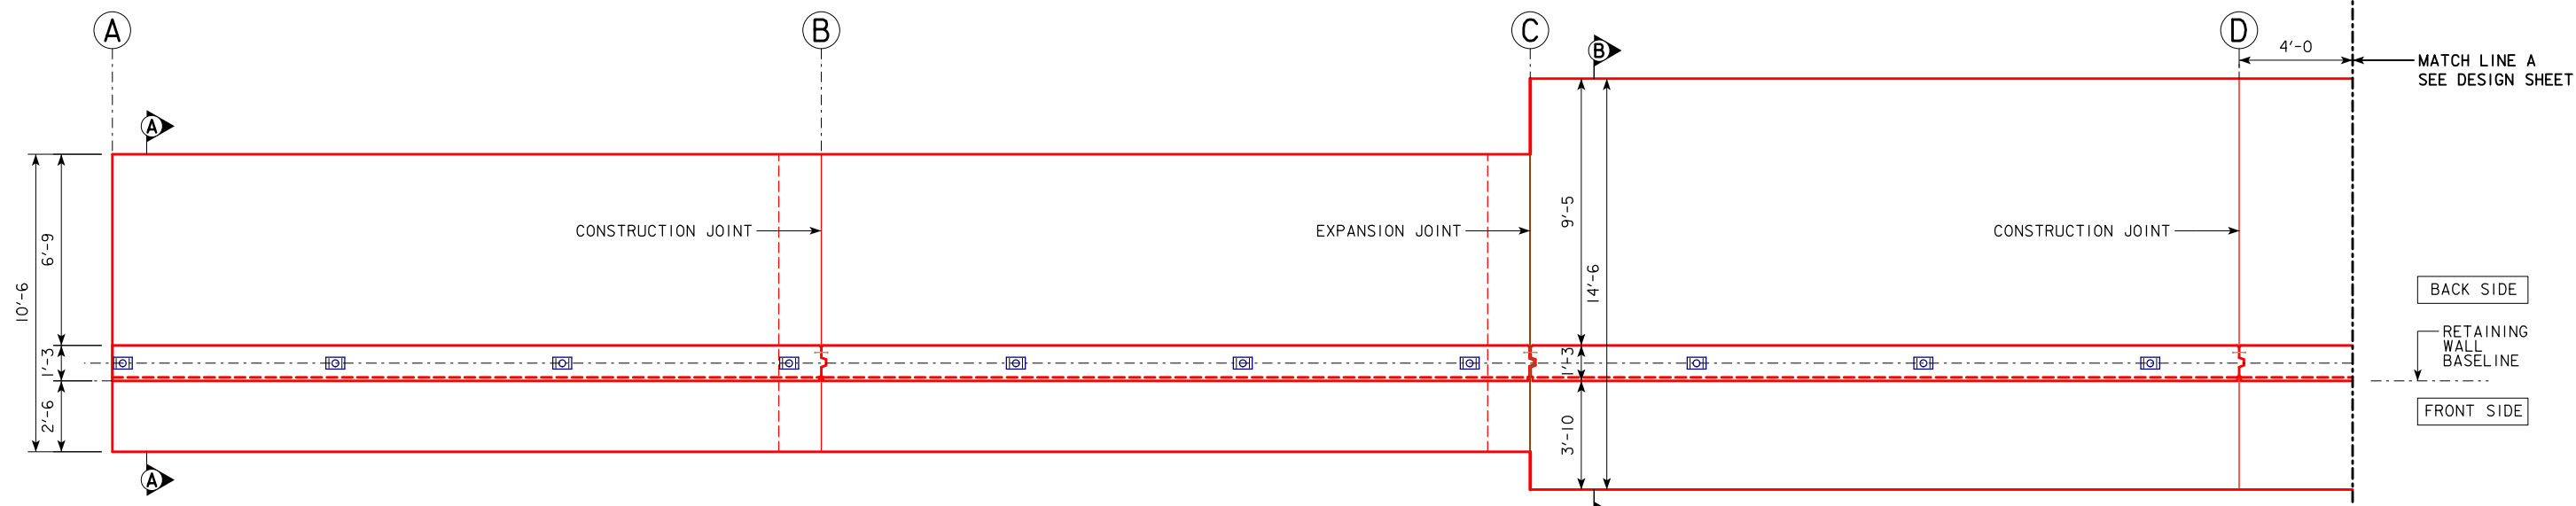 A
B
C
D
B
4'-0
MATCH LINE A
SEE DESIGN SHEET
A
10'-6
6'-9
1'-3
2'-6
CONSTRUCTION JOINT
EXPANSION JOINT
9'-5
14'-6
1'-3
3'-10
CONSTRUCTION JOINT
BACK SIDE
RETAINING
WALL
BASELINE
FRONT SIDE
A